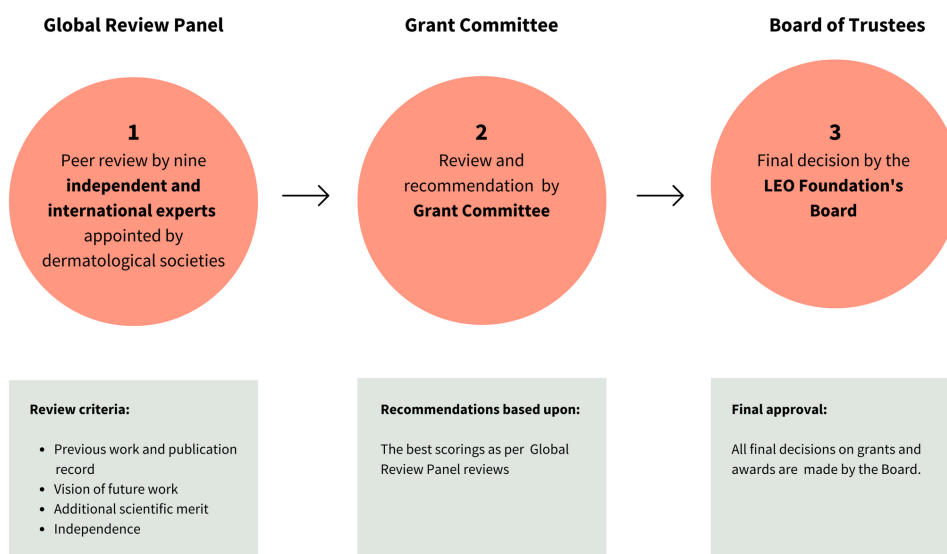 Global Review Panel
Grant Committee
Board of Trustees
1
Peer review by nine
independent and
international experts
appointed by
dermatological societies
2
Review and
recommendation by
Grant Committee
3
Final decision by the
LEO Foundation's
Board
Review criteria:
• Previous work and publication
record
• Vision of future work
• Additional scientific merit
• Independence
Recommendations based upon:
The best scorings as per Global
Review Panel reviews
Final approval:
All final decisions on grants and
awards are made by the Board.